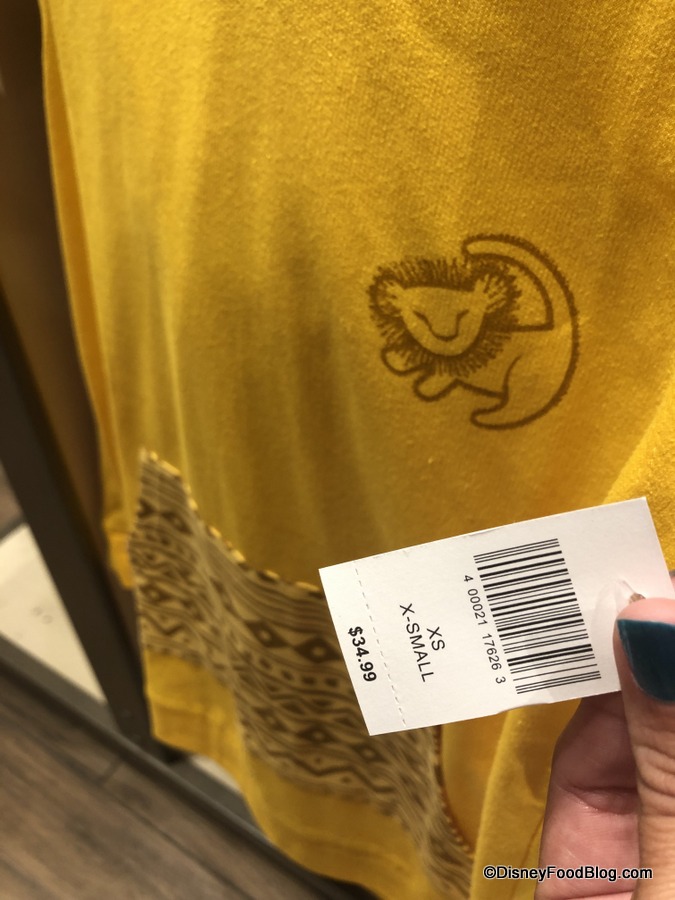 4 00021 17626 3
XS
X-SMALL
$34.99
©DisneyFoodBlog.com